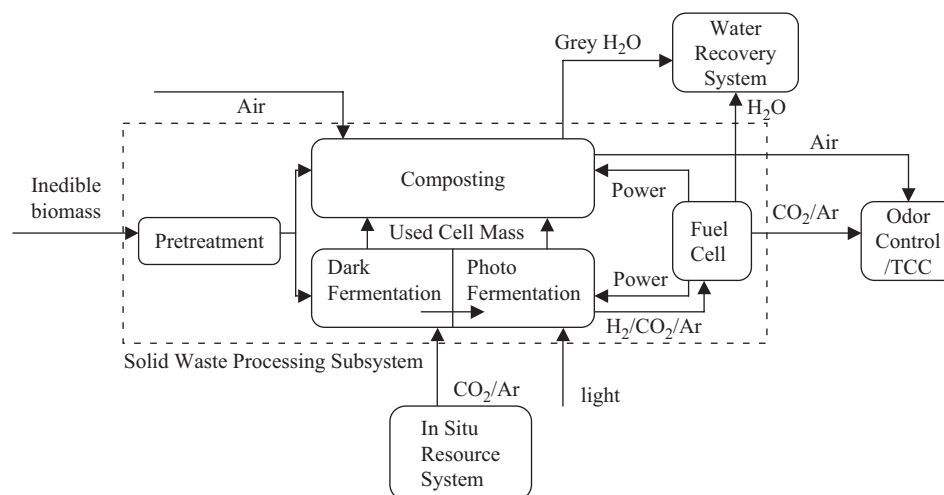 Grey H₂O
Water
Recovery
System
Air
H₂O
Composting
Air
Inedible
biomass
Power
CO₂/Ar
Odor
Control
/TCC
Pretreatment
Used Cell Mass
Fuel
Cell
Dark
Fermentation
Photo
Fermentation
Power
H₂/CO₂/Ar
Solid Waste Processing Subsystem
CO₂/Ar
light
In Situ
Resource
System